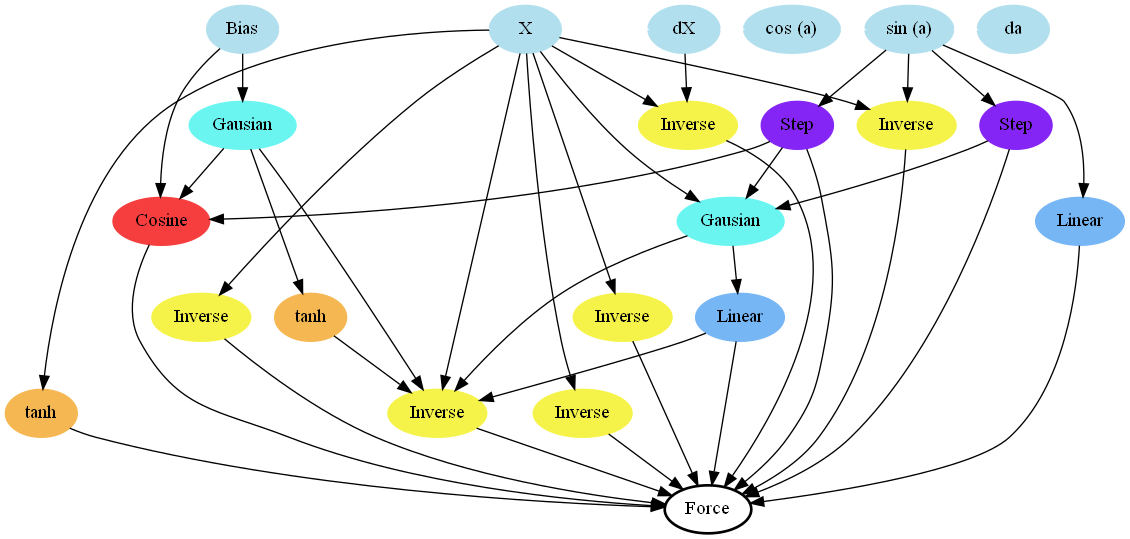 Bias
X
dX
cos (a)
sin (a)
da
Gausian
Inverse
Step
Inverse
Step
Cosine
Gausian
Linear
Inverse
tanh
Inverse
Linear
tanh
Inverse
Inverse
Force